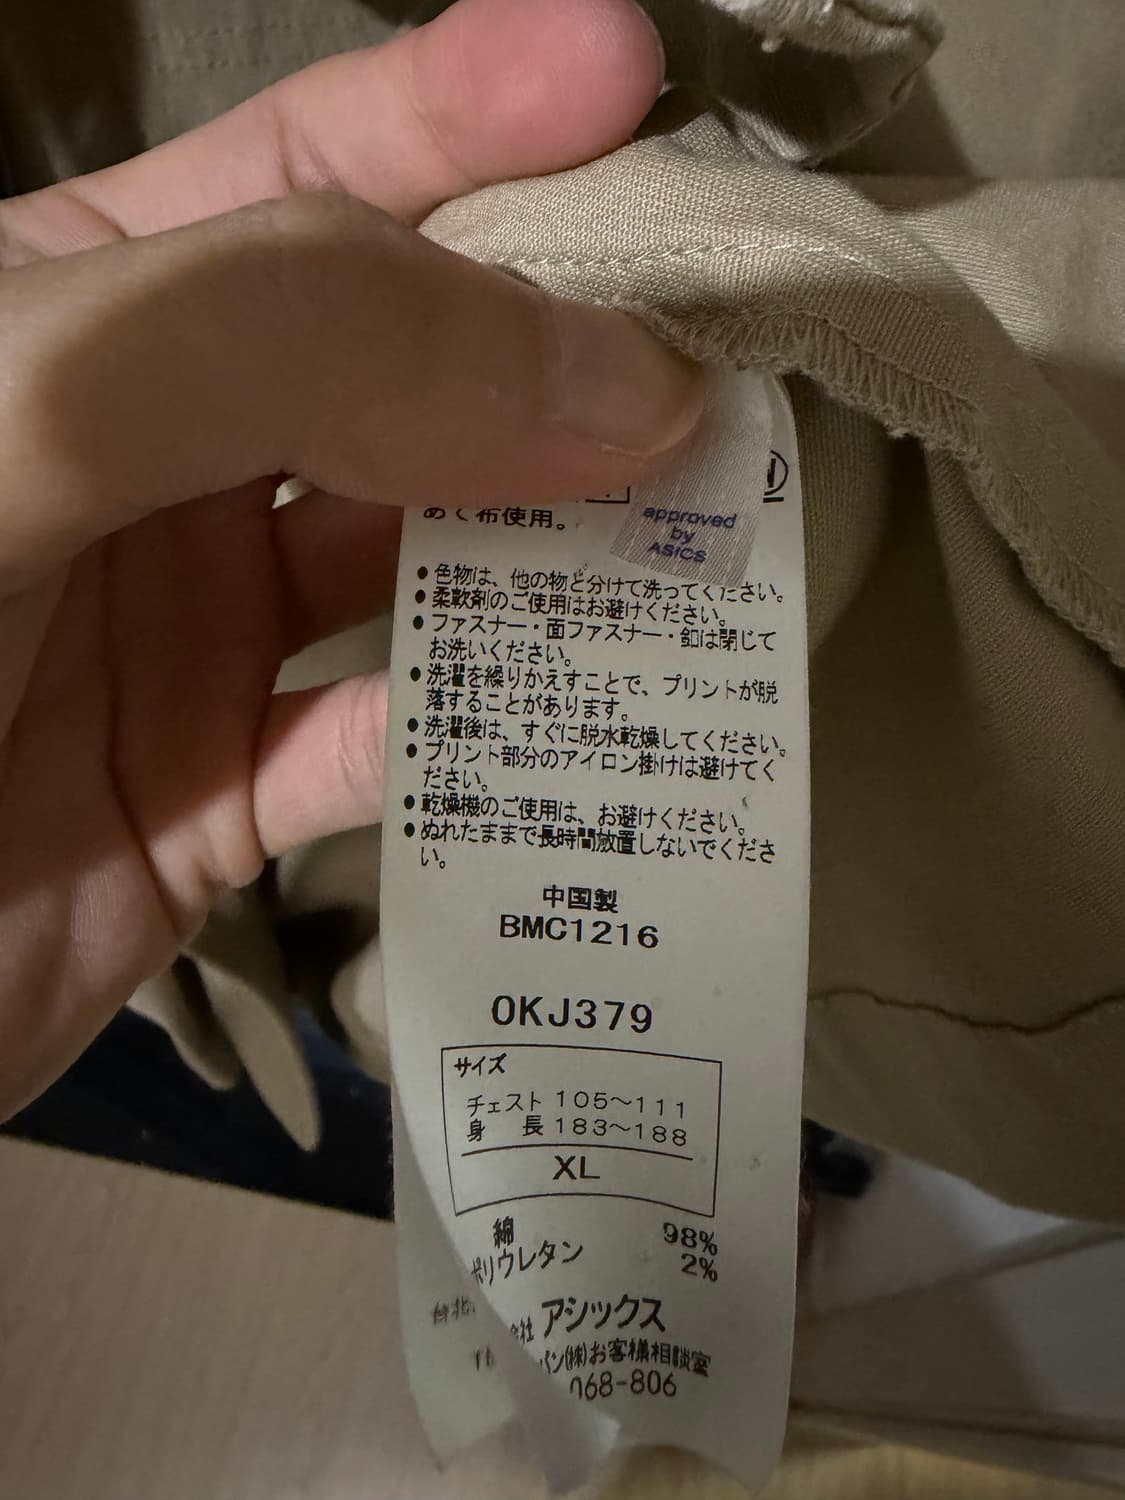 めて布使用。
approved
by
ASICS
●色物は、他の物と分けて洗ってください。
●柔軟剤のご使用はお避けください。
●ファスナー・面ファスナー・釦は閉じて
お洗いください。
●洗濯を繰りかえすことで、プリントが脱
落することがあります。
●洗濯後は、すぐに脱水乾燥してください。
●プリント部分のアイロン掛けは避けてく
ださい。
●乾燥機のご使用は、お避けください。
●ぬれたままで長時間放置しないでくださ
い。
中国製
BMC1216
0KJ379
サイズ
チェスト 105～111
身 長 183～188
XL
綿 98%
ポリウレタン 2%
アシックス
パン(株)お客様相談室
068-806